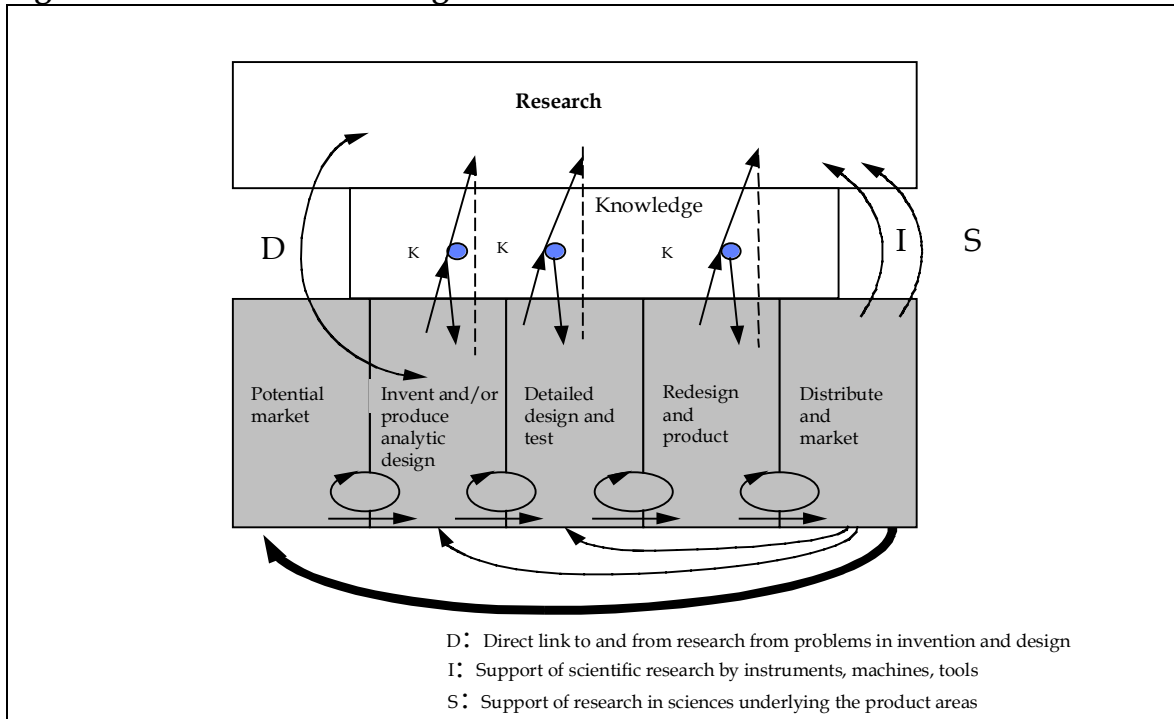 Research
Knowledge
D
K
K
K
I
S
Potential
market
Invent and/or
produce
analytic
design
Detailed
design and
test
Redesign
and
product
Distribute
and
market
D: Direct link to and from research from problems in invention and design
I: Support of scientific research by instruments, machines, tools
S: Support of research in sciences underlying the product areas